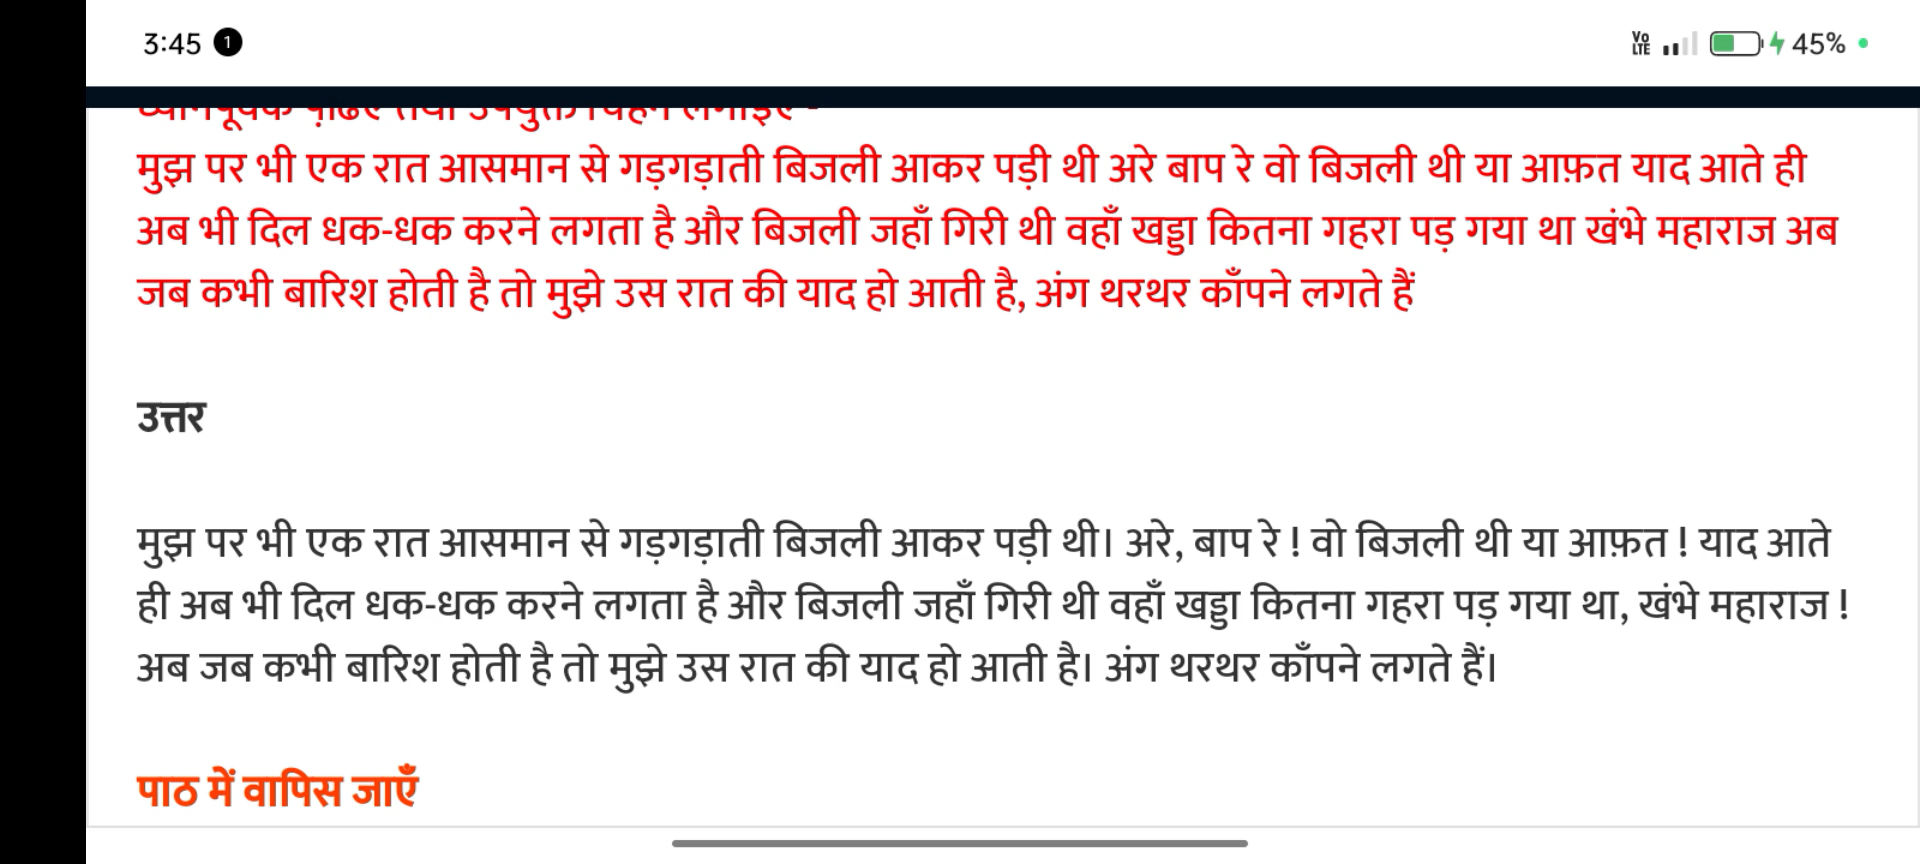 3:45 1 Vo LTE 45%
मुझ पर भी एक रात आसमान से गड़गड़ाती बिजली आकर पड़ी थी अरे बाप रे वो बिजली थी या आफ़त याद आते ही
अब भी दिल धक-धक करने लगता है और बिजली जहाँ गिरी थी वहाँ खड्डा कितना गहरा पड़ गया था खंभे महाराज अब
जब कभी बारिश होती है तो मुझे उस रात की याद हो आती है, अंग थरथर काँपने लगते हैं
उत्तर
मुझ पर भी एक रात आसमान से गड़गड़ाती बिजली आकर पड़ी थी। अरे, बाप रे ! वो बिजली थी या आफ़त ! याद आते
ही अब भी दिल धक-धक करने लगता है और बिजली जहाँ गिरी थी वहाँ खड्डा कितना गहरा पड़ गया था, खंभे महाराज !
अब जब कभी बारिश होती है तो मुझे उस रात की याद हो आती है। अंग थरथर काँपने लगते हैं।
पाठ में वापिस जाएँ